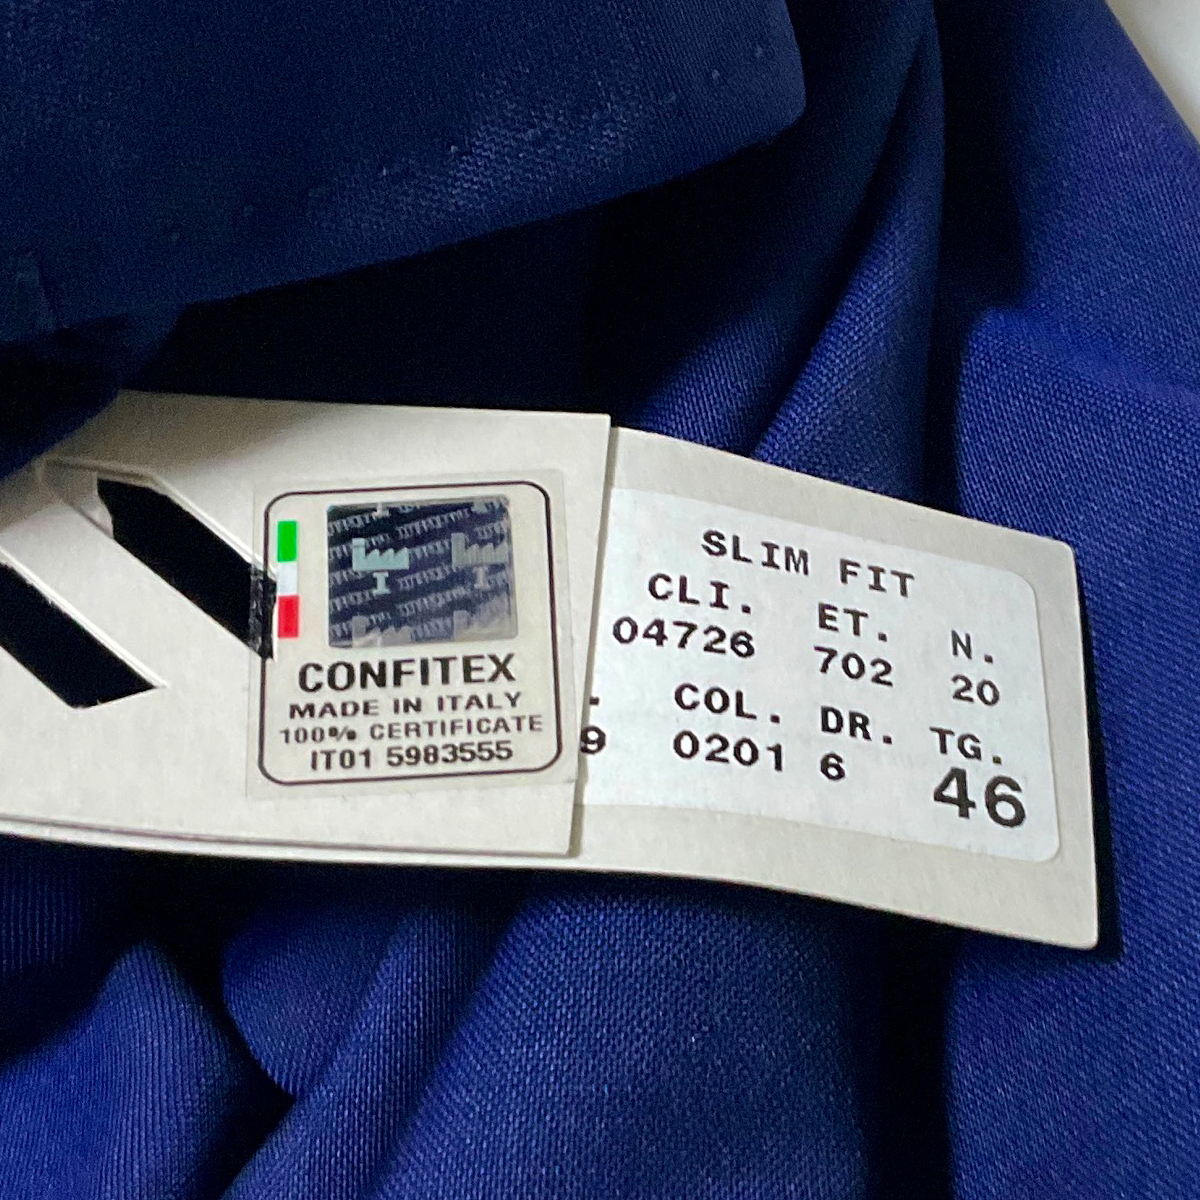 CONFITEX
MADE IN ITALY
100% CERTIFICATE
IT01 5983555
SLIM FIT
CLI. ET. N.
04726 702 20
. COL. DR. TG.
9 0201 6 46